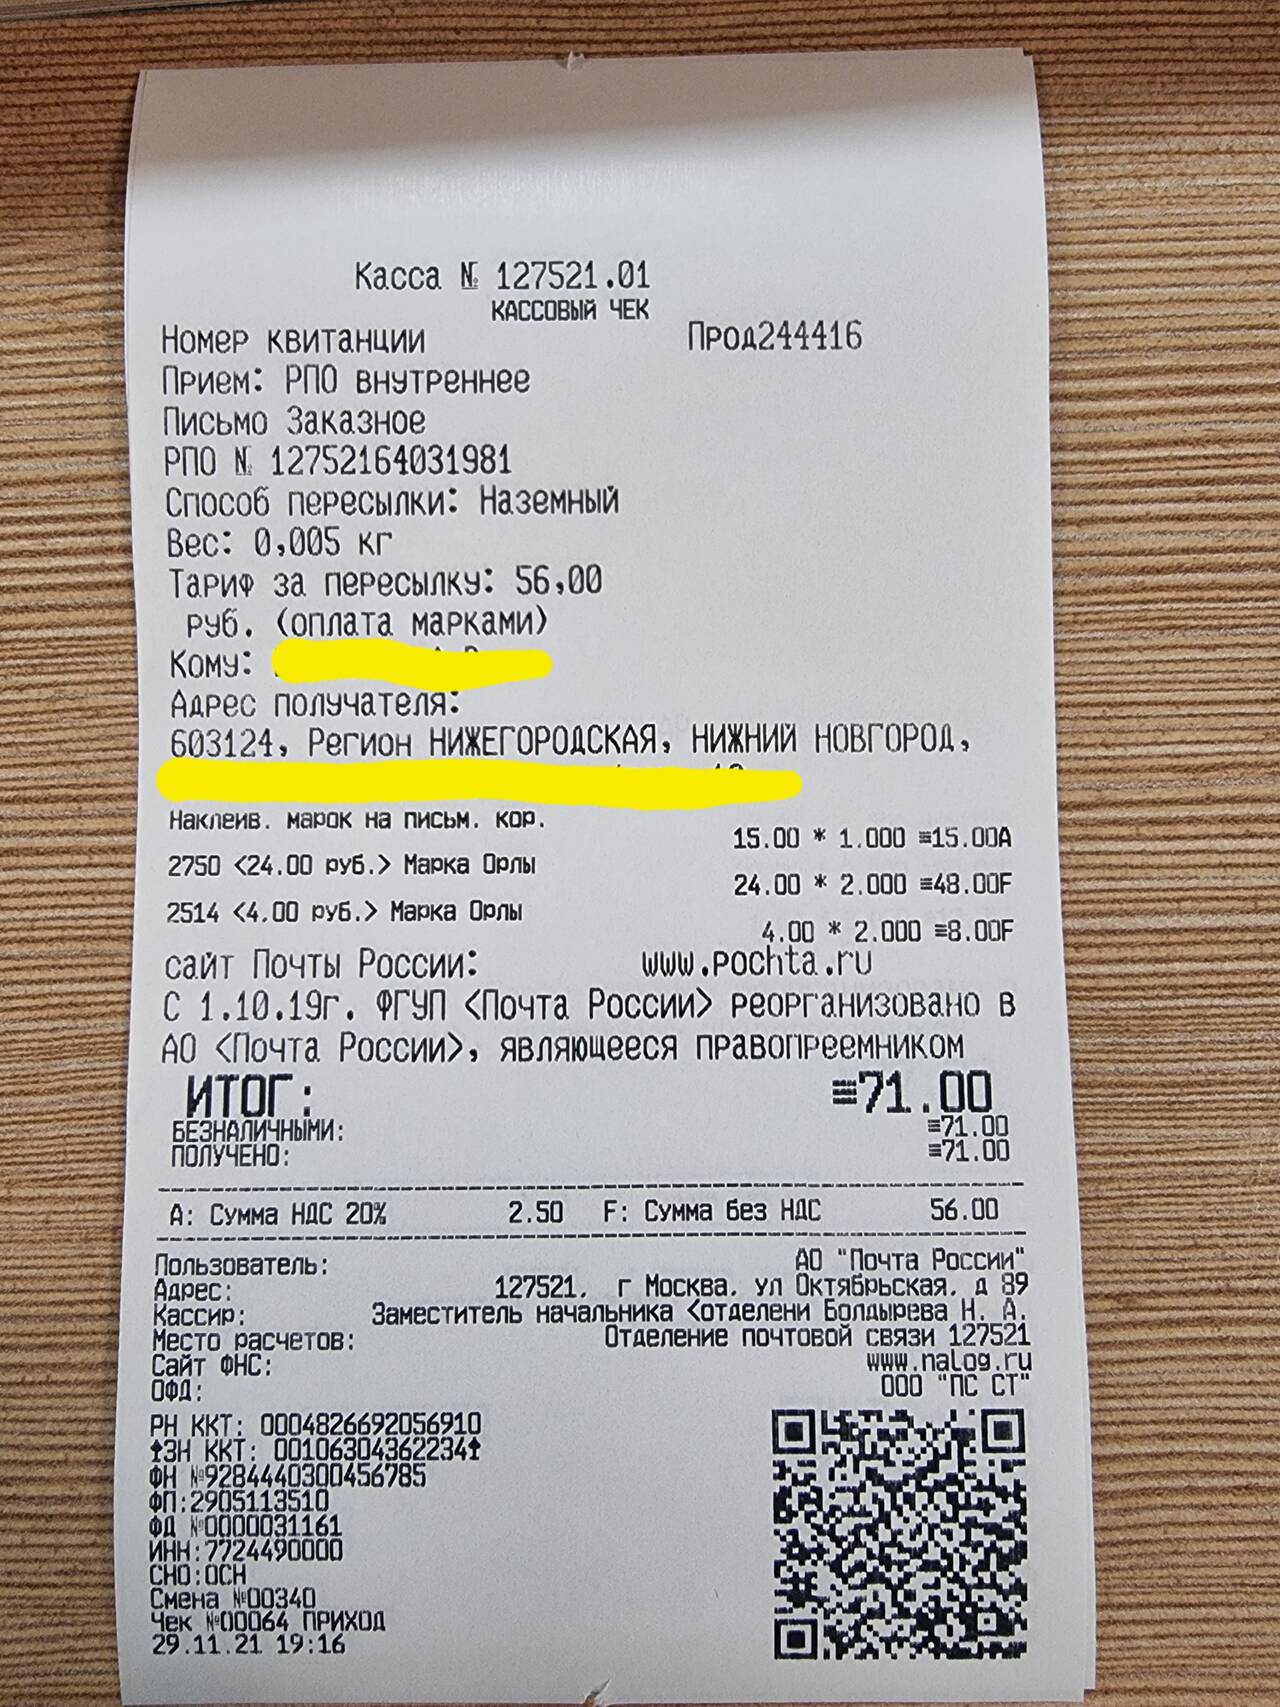 Касса № 127521.01
КАССОВЫЙ ЧЕК
Номер квитанции Прод244416
Прием: РПО внутреннее
Письмо Заказное
РПО № 12752164031981
Способ пересылки: Наземный
Вес: 0,005 кг
Тариф за пересылку: 56,00
руб. (оплата марками)
Кому:
Адрес получателя:
603124, Регион НИЖЕГОРОДСКАЯ, НИЖНИЙ НОВГОРОД,
Наклеив. марок на письм. кор.
15.00 * 1.000 ≡15.00А
2750 <24.00 руб.> Марка Орлы
24.00 * 2.000 ≡48.00F
2514 <4.00 руб.> Марка Орлы
4.00 * 2.000 ≡8.00F
сайт Почты России: www.pochta.ru
С 1.10.19г. ФГУП <Почта России> реорганизовано в
АО <Почта России>, являющееся правопреемником
ИТОГ: ≡71.00
БЕЗНАЛИЧНЫМИ: ≡71.00
ПОЛУЧЕНО: ≡71.00
А: Сумма НДС 20% 2.50 F: Сумма без НДС 56.00
Пользователь: АО "Почта России"
Адрес: 127521, г Москва, ул Октябрьская, д 89
Кассир: Заместитель начальника <отделени Болдырева Н. А.
Место расчетов: Отделение почтовой связи 127521
Сайт ФНС: www.nalog.ru
ОФД: ООО "ПС СТ"
РН ККТ: 0004826692056910
ЗН ККТ: 00106304362234
ФН №9284440300456785
ФП:2905113510
ФД №0000031161
ИНН:7724490000
СНО:ОСН
Смена №00340
Чек №00064 ПРИХОД
29.11.21 19:16